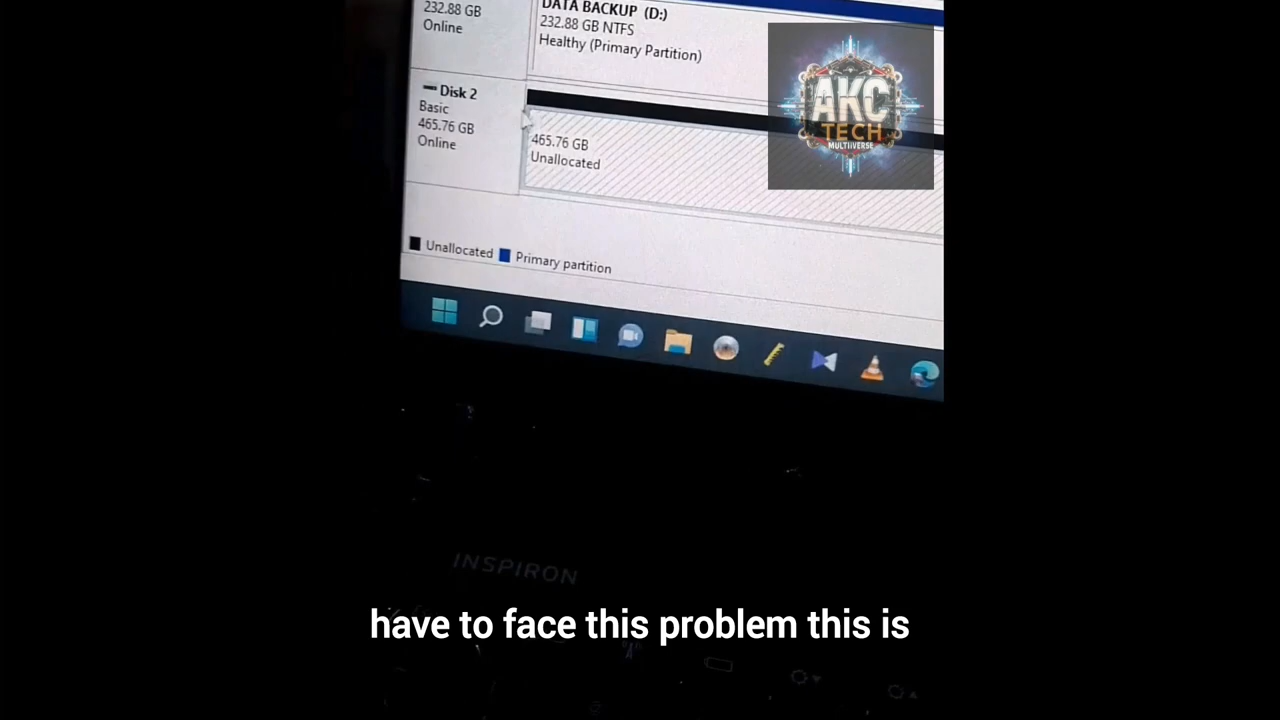 232.88 GB
Online
DATA BACKUP (D:)
232.88 GB NTFS
Healthy (Primary Partition)
Disk 2
Basic
465.76 GB
Online
465.76 GB
Unallocated
Unallocated
Primary partition
AKC
TECH
MULTIIVERSE
INSPIRON
have to face this problem this is